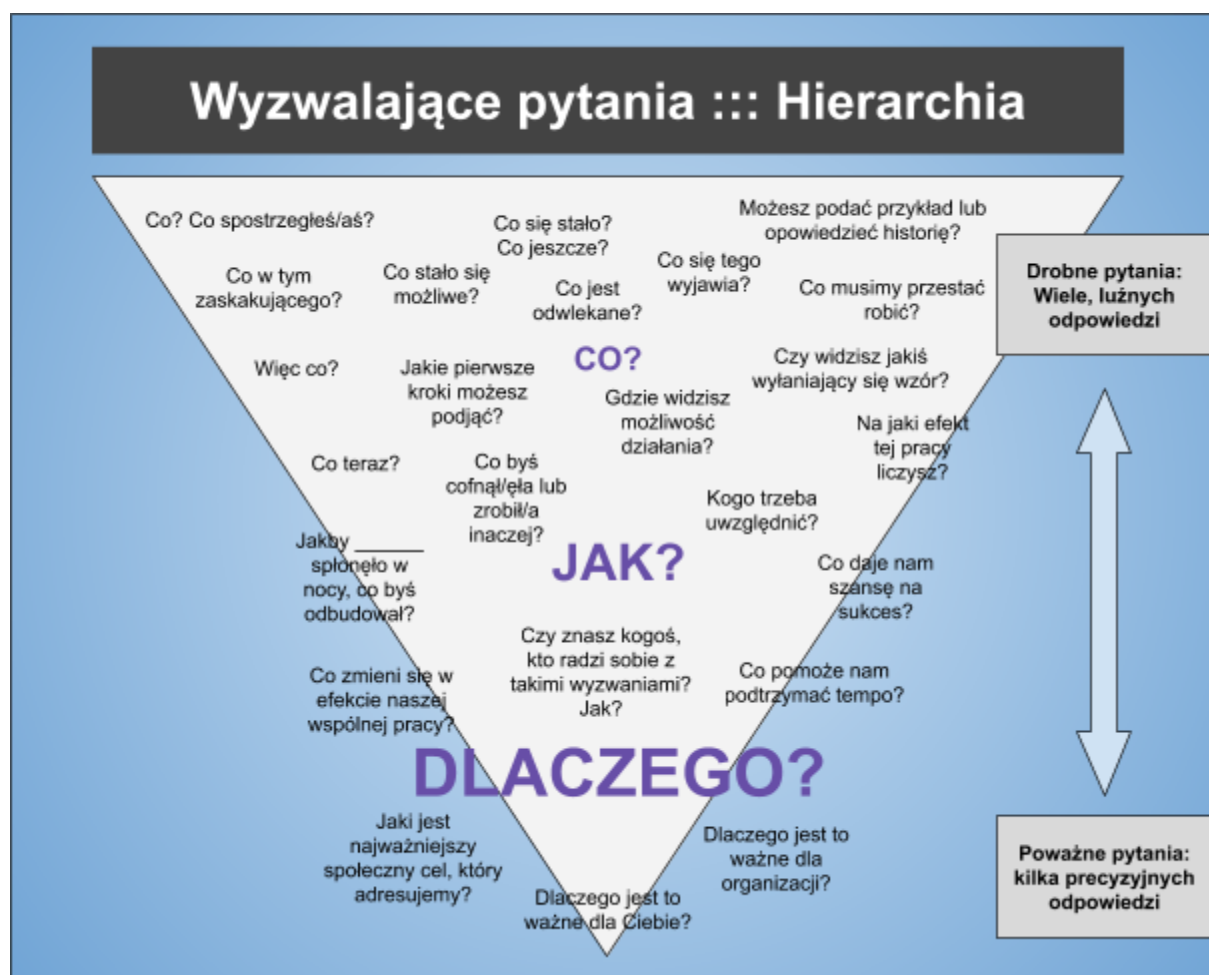 Wyzwalające pytania ::: Hierarchia
Co? Co spostrzegłeś/aś?
Co się stało?
Co jeszcze?
Możesz podać przykład lub
opowiedzieć historię?
Co w tym
zaskakującego?
Co stało się
możliwe?
Co jest
odwlekane?
Co się tego
wyjawia?
Co musimy przestać
robić?
Drobne pytania:
Wiele, luźnych
odpowiedzi
CO?
Więc co?
Jakie pierwsze
kroki możesz
podjąć?
Gdzie widzisz
możliwość
działania?
Czy widzisz jakiś
wyłaniający się wzór?
Na jaki efekt
tej pracy
liczysz?
Co teraz?
Co byś
cofnął/ęła lub
zrobił/a
inaczej?
Kogo trzeba
uwzględnić?
JAK?
Jakby ______
spłonęło w
nocy, co byś
odbudował?
Co daje nam
szansę na
sukces?
Czy znasz kogoś,
kto radzi sobie z
takimi wyzwaniami?
Jak?
Co zmieni się w
efekcie naszej
wspólnej pracy?
Co pomoże nam
podtrzymać tempo?
DLACZEGO?
Jaki jest
najważniejszy
społeczny cel, który
adresujemy?
Dlaczego jest to
ważne dla Ciebie?
Dlaczego jest to
ważne dla
organizacji?
Poważne pytania:
kilka precyzyjnych
odpowiedzi